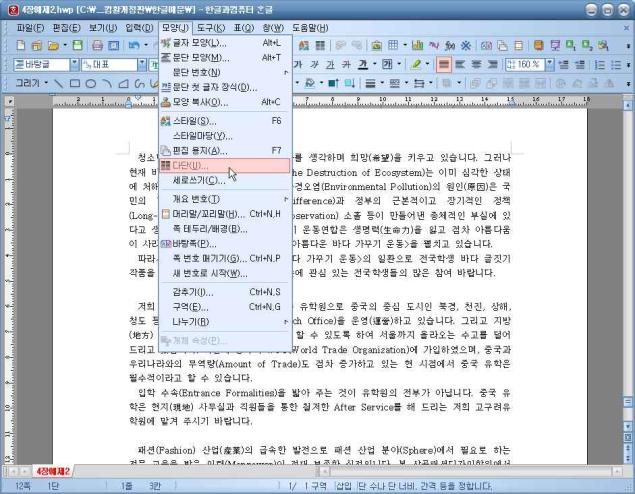 4장예제2.hwp [C:₩...컴활개정판₩한글예문₩] - 한글과컴퓨터 한글
파일(F) 편집(E) 보기(U) 입력(D) 모양(J) 도구(K) 표(Q) 창(W) 도움말(H)
바탕글 대표 160 %
그리기
글자 모양(L)... Alt+L
문단 모양(M)... Alt+T
문단 번호(N)
문단 첫 글자 장식(D)...
모양 복사(O)... Alt+C
스타일(S)... F6
스타일마당(Y)...
편집 용지(A)... F7
다단(U)...
세로쓰기(C)...
개요 번호(T)
머리말/꼬리말(H)... Ctrl+N,H
쪽 테두리/배경(B)...
바탕쪽(P)...
쪽 번호 매기기(G)... Ctrl+N,P
새 번호로 시작(W)...
감추기(I)... Ctrl+N,S
구역(E)... Ctrl+N,G
나누기(R)
개체 속성(P)...
청소 를 생각하며 희망(希望)을 키우고 있습니다. 그러나
현재 바 he Destruction of Ecosystem)는 이미 심각한 상태
에 처해 경오염(Environmental Pollution)의 원인(原因)은 국
민의 ifference)과 정부의 근본적이고 장기적인 정책
(Long- servation) 소홀 등이 만들어낸 총체적인 부실에 있
다고 생 기 운동연합은 생명력(生命力)을 잃고 점차 아름다움
이 사라 아름다운 바다 가꾸기 운동>을 펼치고 있습니다.
따라서 가꾸기 운동>의 일환으로 전국학생 바다 글짓기
작품을 에 관심 있는 전국학생들의 많은 참여 바랍니다.
저희 유학원으로 중국의 중심 도시인 북경, 천진, 상해,
청도 등 ch Office)을 운영(運營)하고 있습니다. 그리고 지방
(地方) 할 수 있도록 하여 서울까지 올라오는 수고를 덜어
드리고 World Trade Organization)에 가입하였으며, 중국과
우리나라와의 무역량(Amount of Trade)도 점차 증가하고 있는 현 시점에서 중국 유학은
필수적이라고 할 수 있습니다.
입학 수속(Entrance Formalities)을 밟아 주는 것이 유학원의 전부가 아닙니다. 중국 유
학은 현지(現地) 사무실과 직원들을 통한 철저한 After Service를 해 드리는 저희 고구려유
학원에 맡겨 주시기 바랍니다.
패션(Fashion) 산업(産業)의 급속한 발전으로 패션 산업 분야(Sphere)에서 필요로 하는
4장예제2
12쪽 1단 1줄 3칸 1/ 1 구역 삽입 단 수나 단 너비, 간격 등을 정합니다.